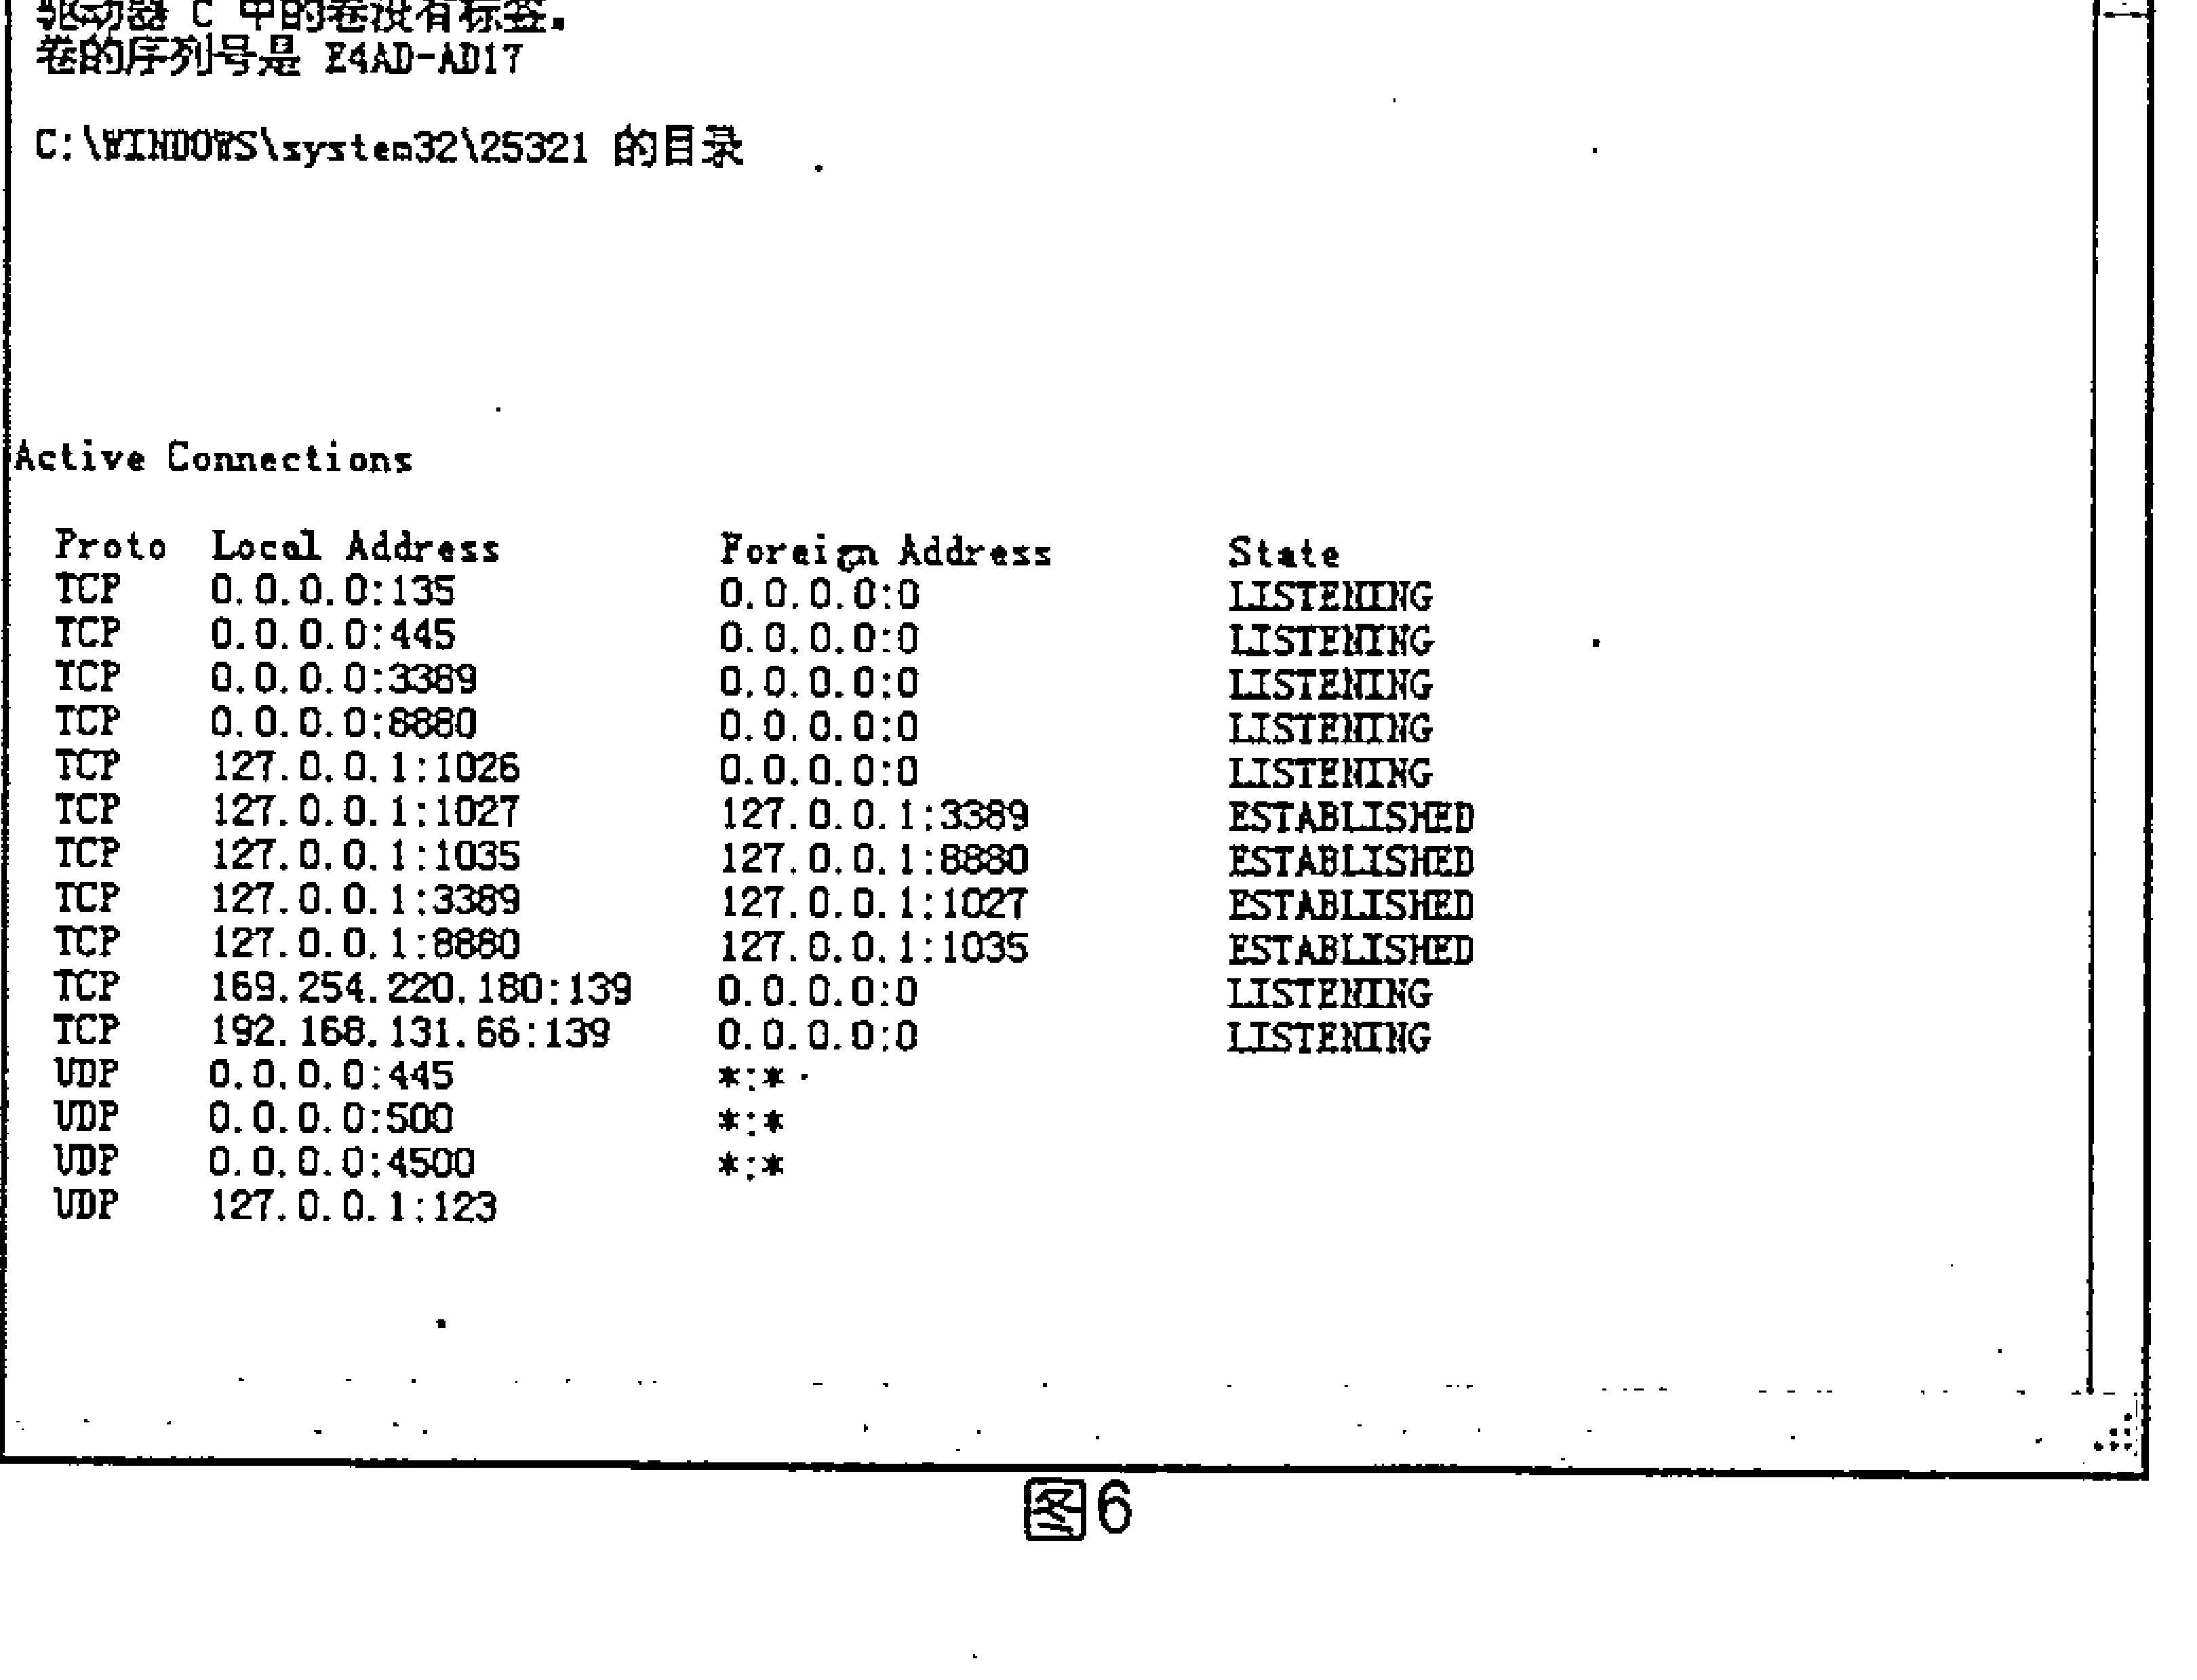 驱动器 C 中的卷没有标签。
卷的序列号是 E4AD-AD17
C:\WINDOWS\system32\25321 的目录
Active Connections
Proto Local Address Foreign Address State
TCP 0.0.0.0:135 0.0.0.0:0 LISTENING
TCP 0.0.0.0:445 0.0.0.0:0 LISTENING
TCP 0.0.0.0:3389 0.0.0.0:0 LISTENING
TCP 0.0.0.0:8880 0.0.0.0:0 LISTENING
TCP 127.0.0.1:1026 0.0.0.0:0 LISTENING
TCP 127.0.0.1:1027 127.0.0.1:3389 ESTABLISHED
TCP 127.0.0.1:1035 127.0.0.1:8880 ESTABLISHED
TCP 127.0.0.1:3389 127.0.0.1:1027 ESTABLISHED
TCP 127.0.0.1:8880 127.0.0.1:1035 ESTABLISHED
TCP 169.254.220.180:139 0.0.0.0:0 LISTENING
TCP 192.168.131.66:139 0.0.0.0:0 LISTENING
UDP 0.0.0.0:445 *:*
UDP 0.0.0.0:500 *:*
UDP 0.0.0.0:4500 *:*
UDP 127.0.0.1:123
图6